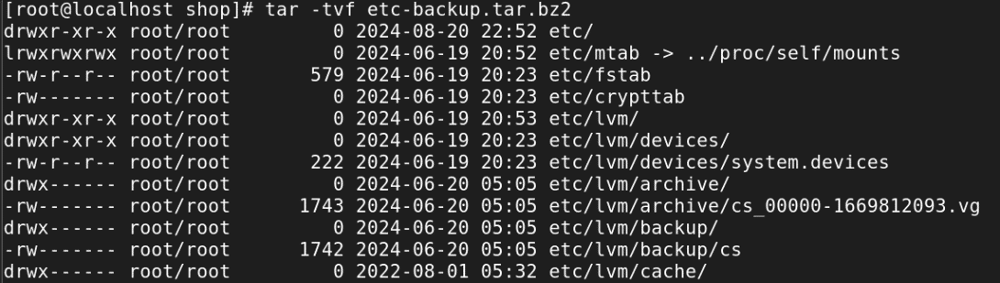 [root@localhost shop]# tar -tvf etc-backup.tar.bz2
drwxr-xr-x root/root         0 2024-08-20 22:52 etc/
lrwxrwxrwx root/root         0 2024-06-19 20:52 etc/mtab -> ../proc/self/mounts
-rw-r--r-- root/root       579 2024-06-19 20:23 etc/fstab
-rw------- root/root         0 2024-06-19 20:23 etc/crypttab
drwxr-xr-x root/root         0 2024-06-19 20:53 etc/lvm/
drwxr-xr-x root/root         0 2024-06-19 20:23 etc/lvm/devices/
-rw-r--r-- root/root       222 2024-06-19 20:23 etc/lvm/devices/system.devices
drwx------ root/root         0 2024-06-20 05:05 etc/lvm/archive/
-rw------- root/root      1743 2024-06-20 05:05 etc/lvm/archive/cs_00000-1669812093.vg
drwx------ root/root         0 2024-06-20 05:05 etc/lvm/backup/
-rw------- root/root      1742 2024-06-20 05:05 etc/lvm/backup/cs
drwx------ root/root         0 2022-08-01 05:32 etc/lvm/cache/